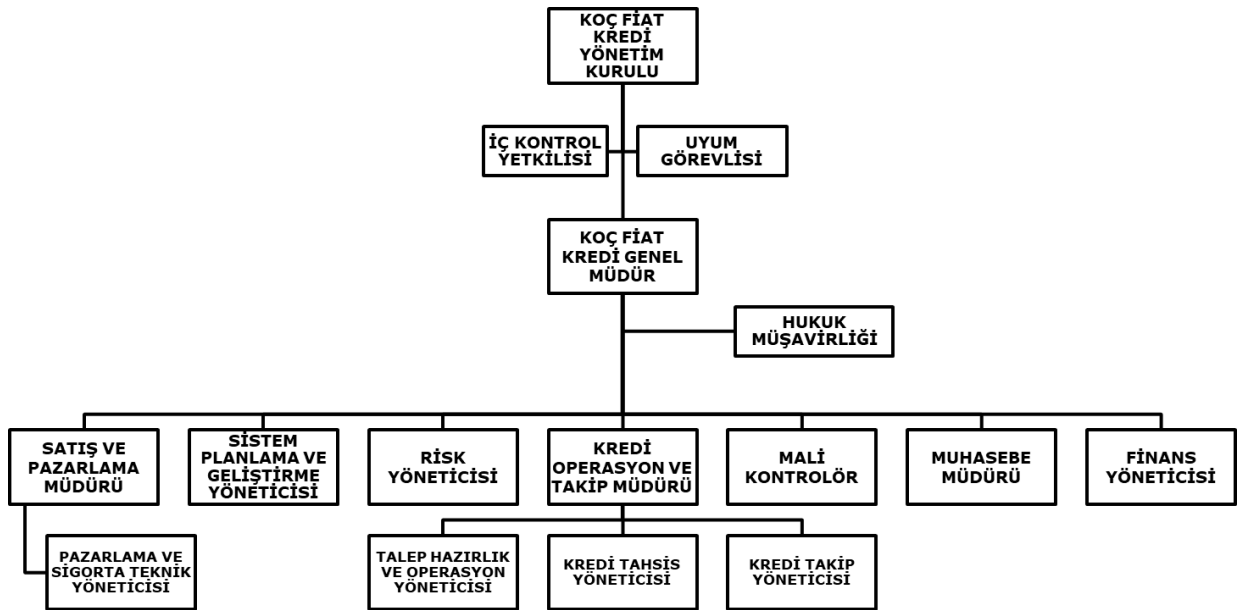 KOÇ FİAT
KREDİ
YÖNETİM
KURULU
İÇ KONTROL
YETKİLİSİ
UYUM
GÖREVLİSİ
KOÇ FİAT
KREDİ GENEL
MÜDÜR
HUKUK
MÜŞAVİRLİĞİ
SATIŞ VE
PAZARLAMA
MÜDÜRÜ
SİSTEM
PLANLAMA VE
GELİŞTİRME
YÖNETİCİSİ
RİSK
YÖNETİCİSİ
KREDİ
OPERASYON VE
TAKİP MÜDÜRÜ
MALİ
KONTROLÖR
MUHASEBE
MÜDÜRÜ
FİNANS
YÖNETİCİSİ
PAZARLAMA VE
SİGORTA TEKNİK
YÖNETİCİSİ
TALEP HAZIRLIK
VE OPERASYON
YÖNETİCİSİ
KREDİ TAHSİS
YÖNETİCİSİ
KREDİ TAKİP
YÖNETİCİSİ